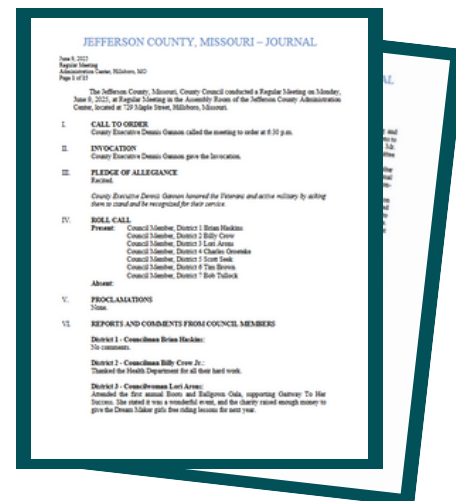 JEFFERSON COUNTY, MISSOURI – JOURNAL
June 9, 2025
Regular Meeting
Administration Center, Hillsboro, MO
Page 1 of 15
The Jefferson County, Missouri, County Council conducted a Regular Meeting on Monday,
June 9, 2025, at Regular Meeting in the Assembly Room of the Jefferson County Administration
Center, located at 729 Maple Street, Hillsboro, Missouri.
I. CALL TO ORDER
County Executive Dennis Gannon called the meeting to order at 6:30 p.m.
II. INVOCATION
County Executive Dennis Gannon gave the Invocation.
III. PLEDGE OF ALLEGIANCE
Recited.
County Executive Dennis Gannon honored the Veterans and active military by asking
them to stand and be recognized for their service.
IV. ROLL CALL
Present: Council Member, District 1 Brian Haskins
Council Member, District 2 Billy Crow
Council Member, District 3 Lori Arons
Council Member, District 4 Charles Groeteke
Council Member, District 5 Scott Seek
Council Member, District 6 Tim Brown
Council Member, District 7 Bob Tullock
Absent:
V. PROCLAMATIONS
None.
VI. REPORTS AND COMMENTS FROM COUNCIL MEMBERS
District 1 - Councilman Brian Haskins:
No comments.
District 2 - Councilman Billy Crow Jr.:
Thanked the Health Department for all their hard work.
District 3 - Councilwoman Lori Arons:
Attended the first annual Boots and Ballgown Gala, supporting Gateway To Her
Success. She stated it was a wonderful event, and the charity raised enough money to
give the Dream Maker girls free riding lessons for next year.